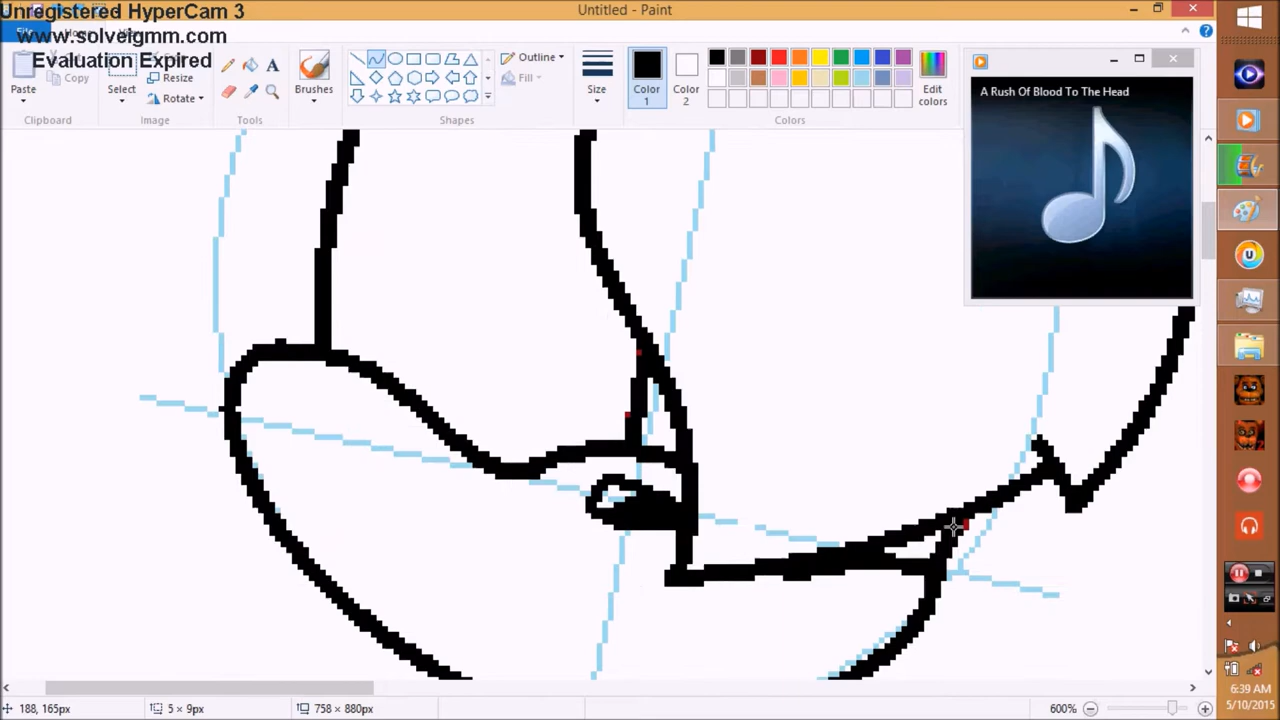 Unregistered HyperCam 3
www.solveigmm.com
Evaluation Expired
Untitled - Paint
Paste
Copy
Clipboard
Select
Resize
Rotate
Image
Tools
Brushes
Shapes
Outline
Fill
Size
Color 1
Color 2
Edit colors
Colors
A Rush Of Blood To The Head
188, 165px
5 × 9px
758 × 880px
600%
6:39 AM
5/10/2015